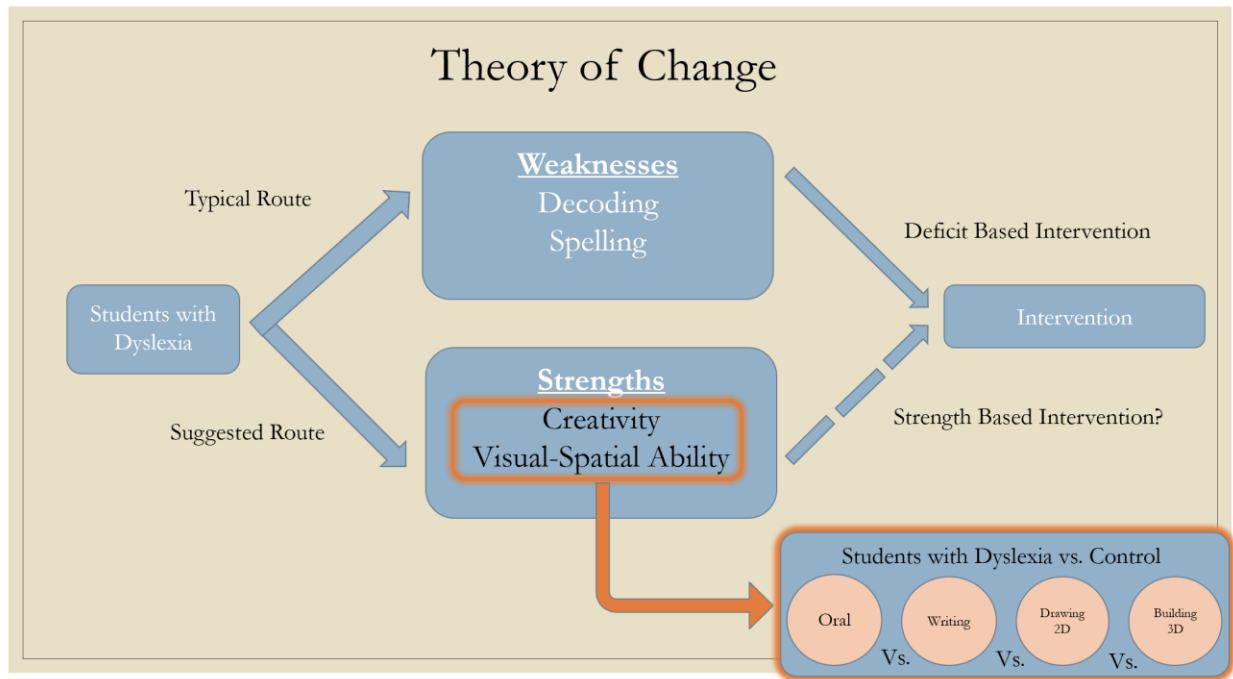 Theory of Change
Typical Route
Weaknesses
Decoding
Spelling
Deficit Based Intervention
Students with
Dyslexia
Intervention
Suggested Route
Strengths
Creativity
Visual-Spatial Ability
Strength Based Intervention?
Students with Dyslexia vs. Control
Oral
Vs.
Writing
Vs.
Drawing
2D
Vs.
Building
3D